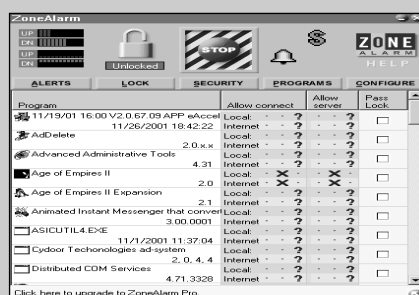 ZoneAlarm
UP
DN
UP
DN
Unlocked
STOP
ZONE
ALARM
HELP
ALERTS LOCK SECURITY PROGRAMS CONFIGURE
Program Allow connect Allow server Pass Lock
11/19/01 16:00 V2.0.67.09 APP eAccel Local: · · ? · · ?
11/26/2001 18:42:22 Internet · · ? · · ?
AdDelete Local: · · ? · · ?
2.0.x.x Internet · · ? · · ?
Advanced Administrative Tools Local: · · ? · · ?
4.31 Internet · · ? · · ?
Age of Empires II Local: · X · · X ·
2.0 Internet · X · · X ·
Age of Empires II Expansion Local: · · ? · · ?
2.1 Internet · · ? · · ?
Animated Instant Messenger that convert Local: · · ? · · ?
3.00.0001 Internet · · ? · · ?
ASICUTIL4.EXE Local: · · ? · · ?
11/1/2001 11:37:04 Internet · · ? · · ?
Cydoor Techonologies ad-system Local: · · ? · · ?
2, 0, 4, 4 Internet · · ? · · ?
Distributed COM Services Local: · · ? · · ?
4.71.3328 Internet · · ? · · ?
Click here to upgrade to ZoneAlarm Pro.